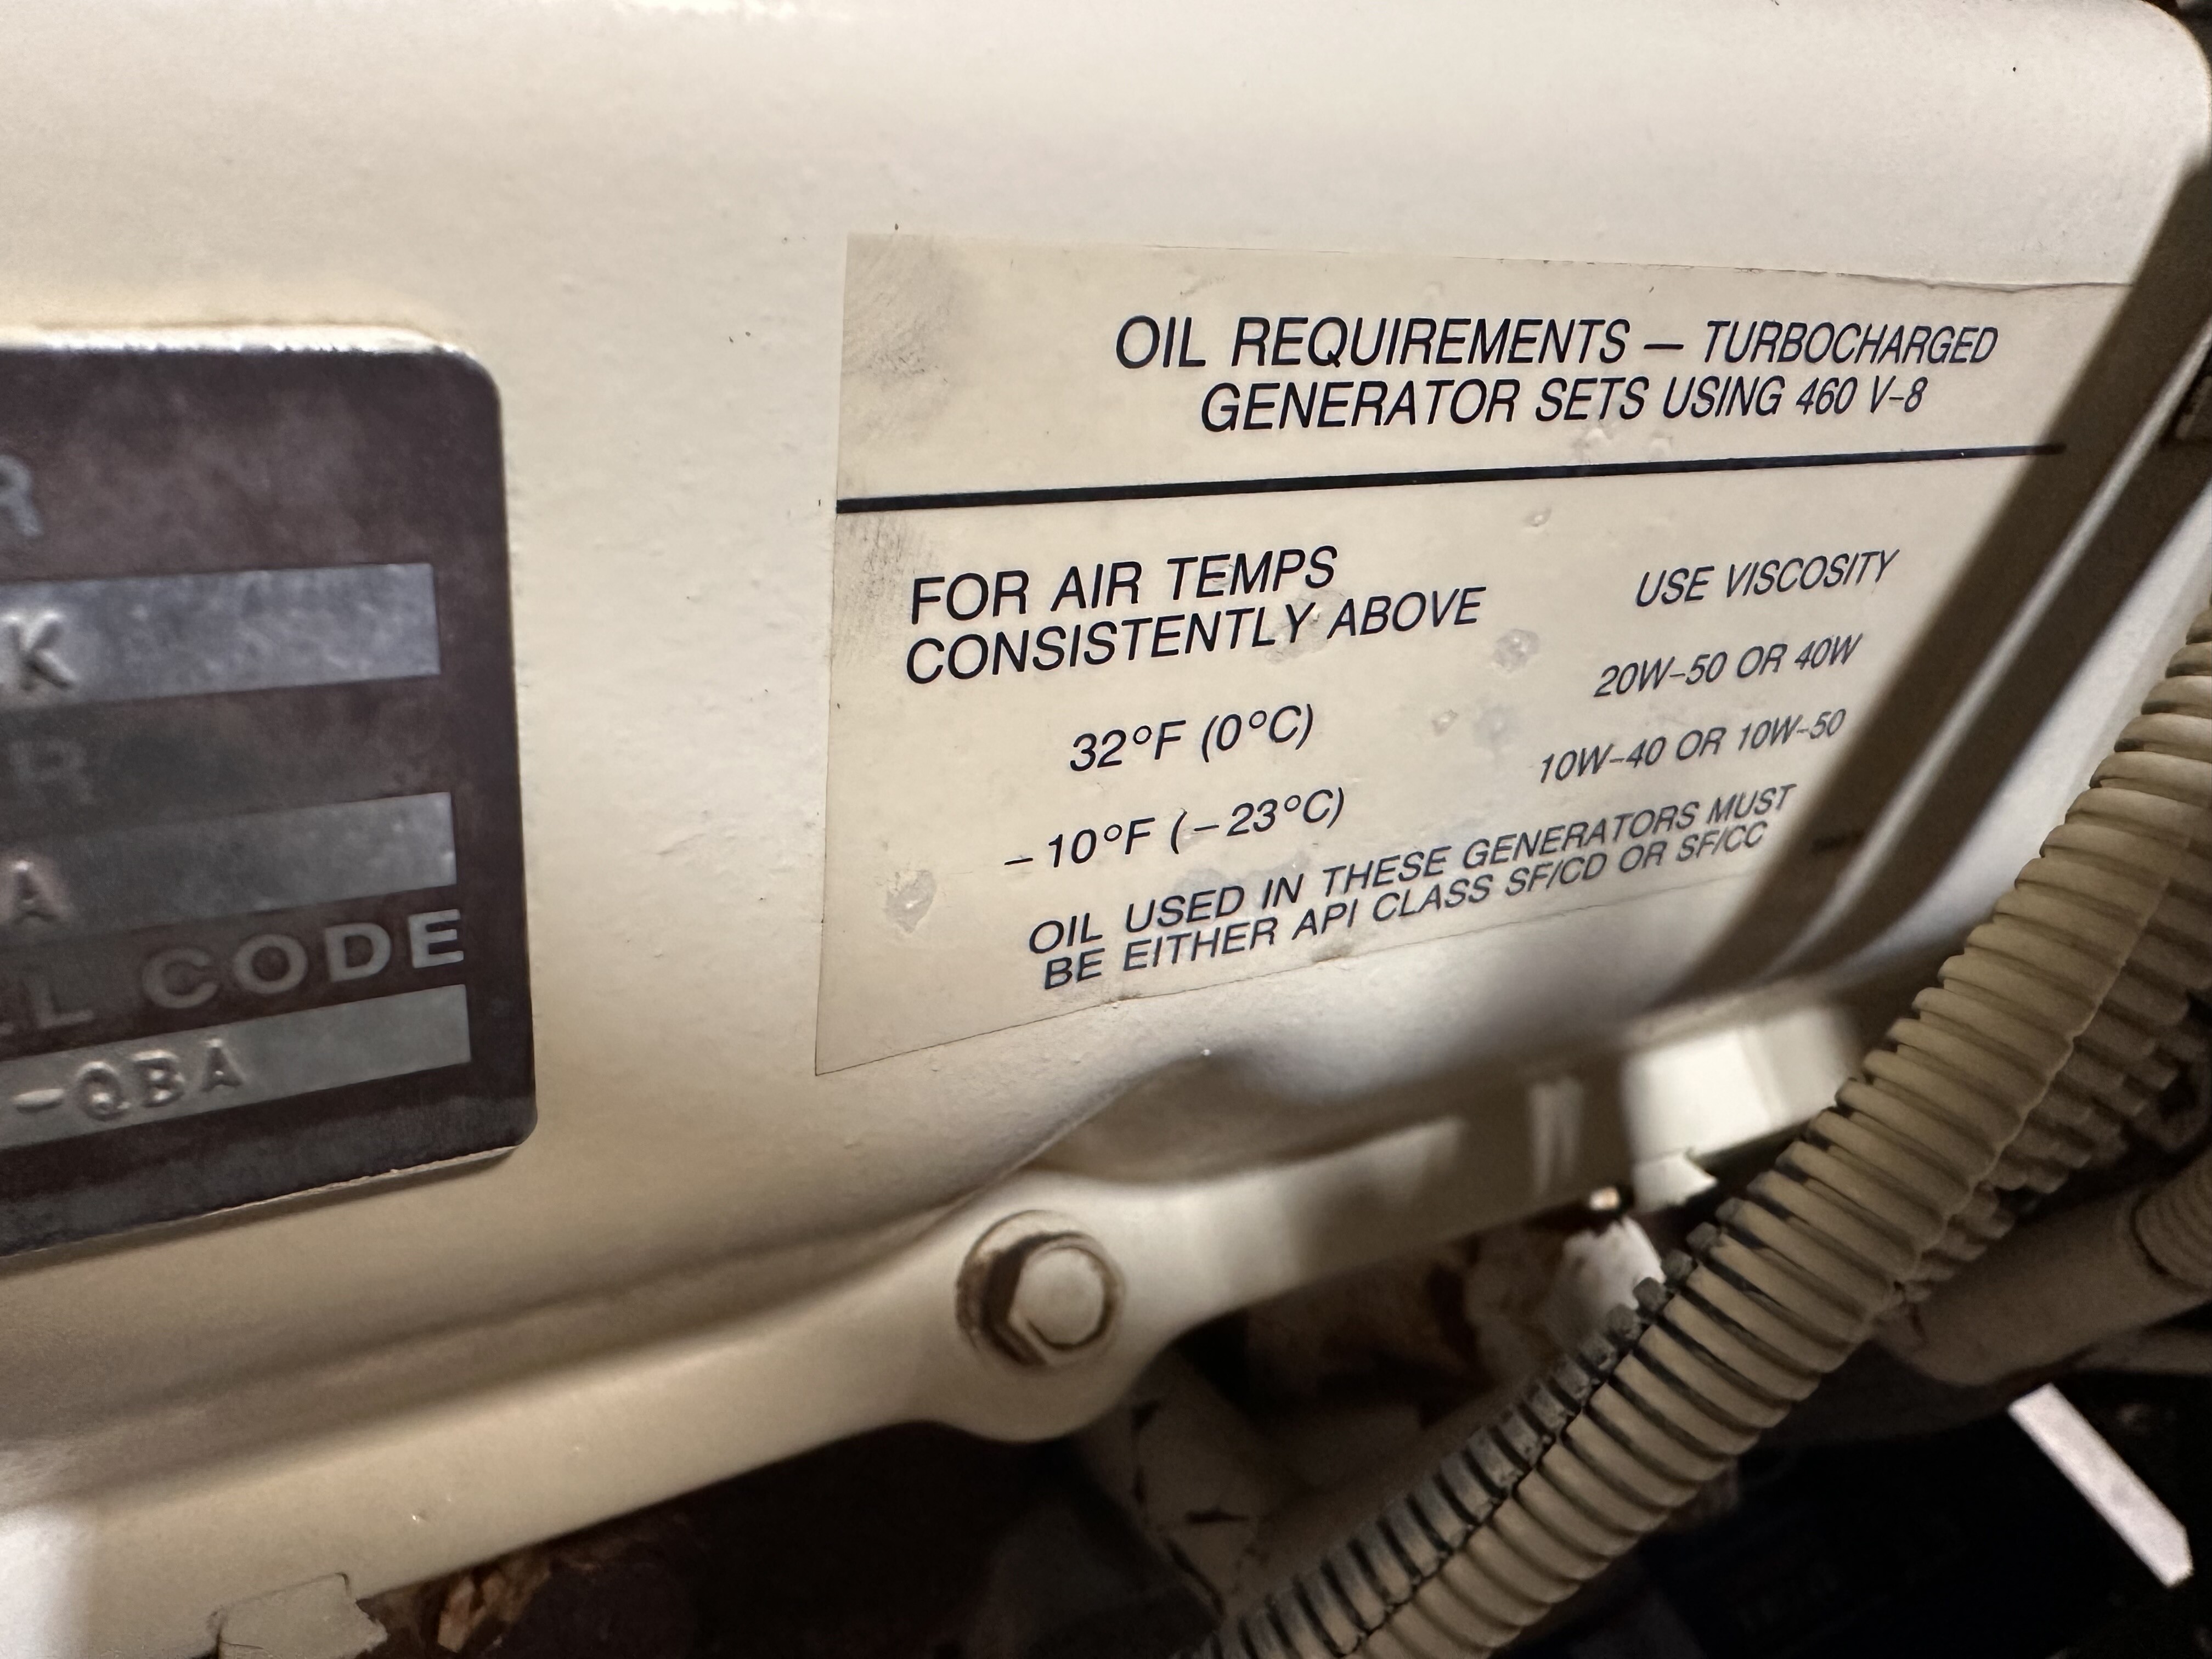 R
K
R
A
L CODE
-QBA
OIL REQUIREMENTS — TURBOCHARGED
GENERATOR SETS USING 460 V-8
FOR AIR TEMPS
CONSISTENTLY ABOVE
USE VISCOSITY
32°F (0°C)
20W-50 OR 40W
-10°F (-23°C)
10W-40 OR 10W-50
OIL USED IN THESE GENERATORS MUST
BE EITHER API CLASS SF/CD OR SF/CC